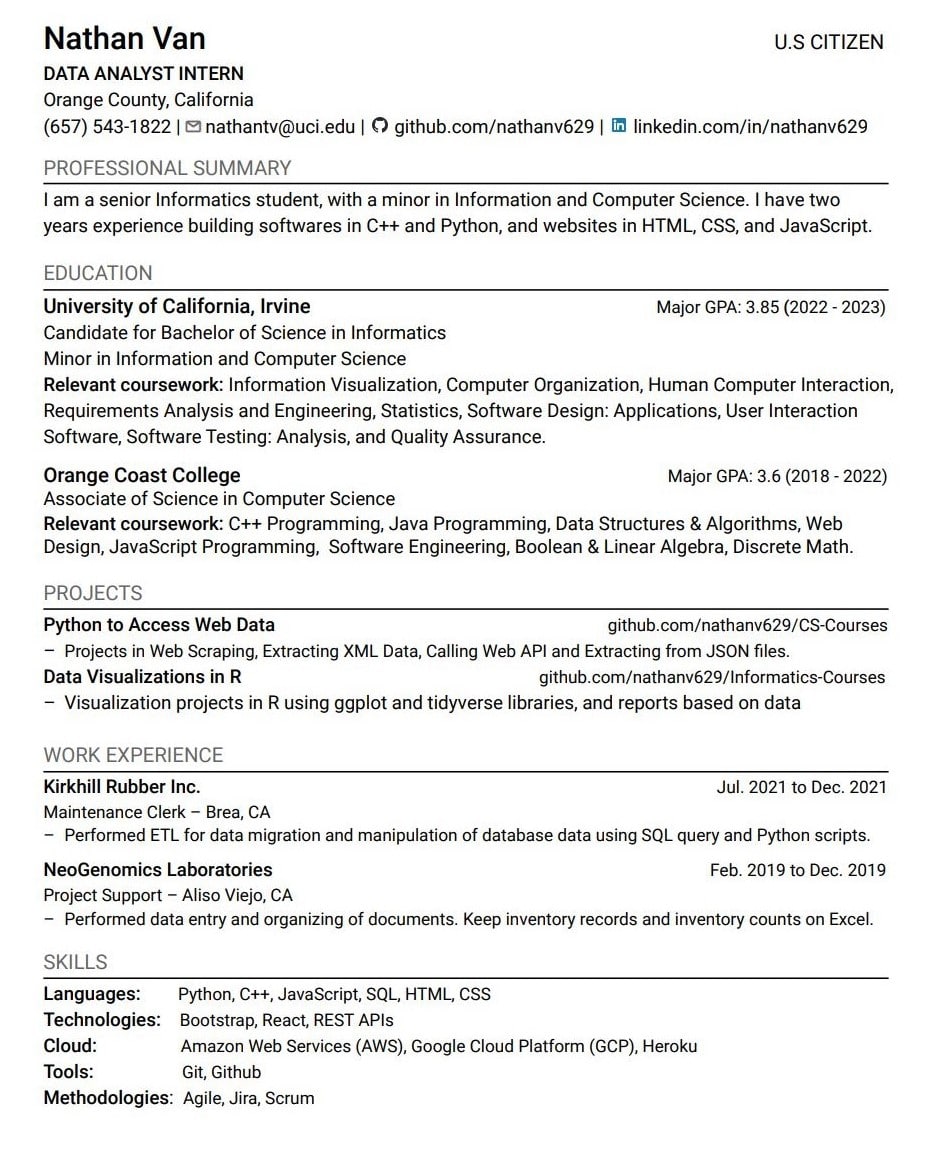 Nathan Van
U.S CITIZEN
DATA ANALYST INTERN
Orange County, California
(657) 543-1822 | nathantv@uci.edu | github.com/nathanv629 | linkedin.com/in/nathanv629
PROFESSIONAL SUMMARY
I am a senior Informatics student, with a minor in Information and Computer Science. I have two
years experience building softwares in C++ and Python, and websites in HTML, CSS, and JavaScript.
EDUCATION
University of California, Irvine Major GPA: 3.85 (2022 - 2023)
Candidate for Bachelor of Science in Informatics
Minor in Information and Computer Science
Relevant coursework: Information Visualization, Computer Organization, Human Computer Interaction,
Requirements Analysis and Engineering, Statistics, Software Design: Applications, User Interaction
Software, Software Testing: Analysis, and Quality Assurance.
Orange Coast College Major GPA: 3.6 (2018 - 2022)
Associate of Science in Computer Science
Relevant coursework: C++ Programming, Java Programming, Data Structures & Algorithms, Web
Design, JavaScript Programming, Software Engineering, Boolean & Linear Algebra, Discrete Math.
PROJECTS
Python to Access Web Data github.com/nathanv629/CS-Courses
– Projects in Web Scraping, Extracting XML Data, Calling Web API and Extracting from JSON files.
Data Visualizations in R github.com/nathanv629/Informatics-Courses
– Visualization projects in R using ggplot and tidyverse libraries, and reports based on data
WORK EXPERIENCE
Kirkhill Rubber Inc. Jul. 2021 to Dec. 2021
Maintenance Clerk – Brea, CA
– Performed ETL for data migration and manipulation of database data using SQL query and Python scripts.
NeoGenomics Laboratories Feb. 2019 to Dec. 2019
Project Support – Aliso Viejo, CA
– Performed data entry and organizing of documents. Keep inventory records and inventory counts on Excel.
SKILLS
Languages: Python, C++, JavaScript, SQL, HTML, CSS
Technologies: Bootstrap, React, REST APIs
Cloud: Amazon Web Services (AWS), Google Cloud Platform (GCP), Heroku
Tools: Git, Github
Methodologies: Agile, Jira, Scrum